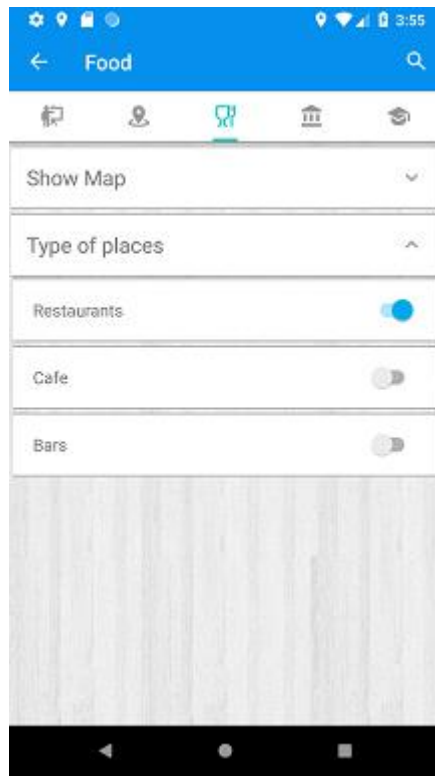 3:55
Food
Show Map
Type of places
Restaurants
Cafe
Bars